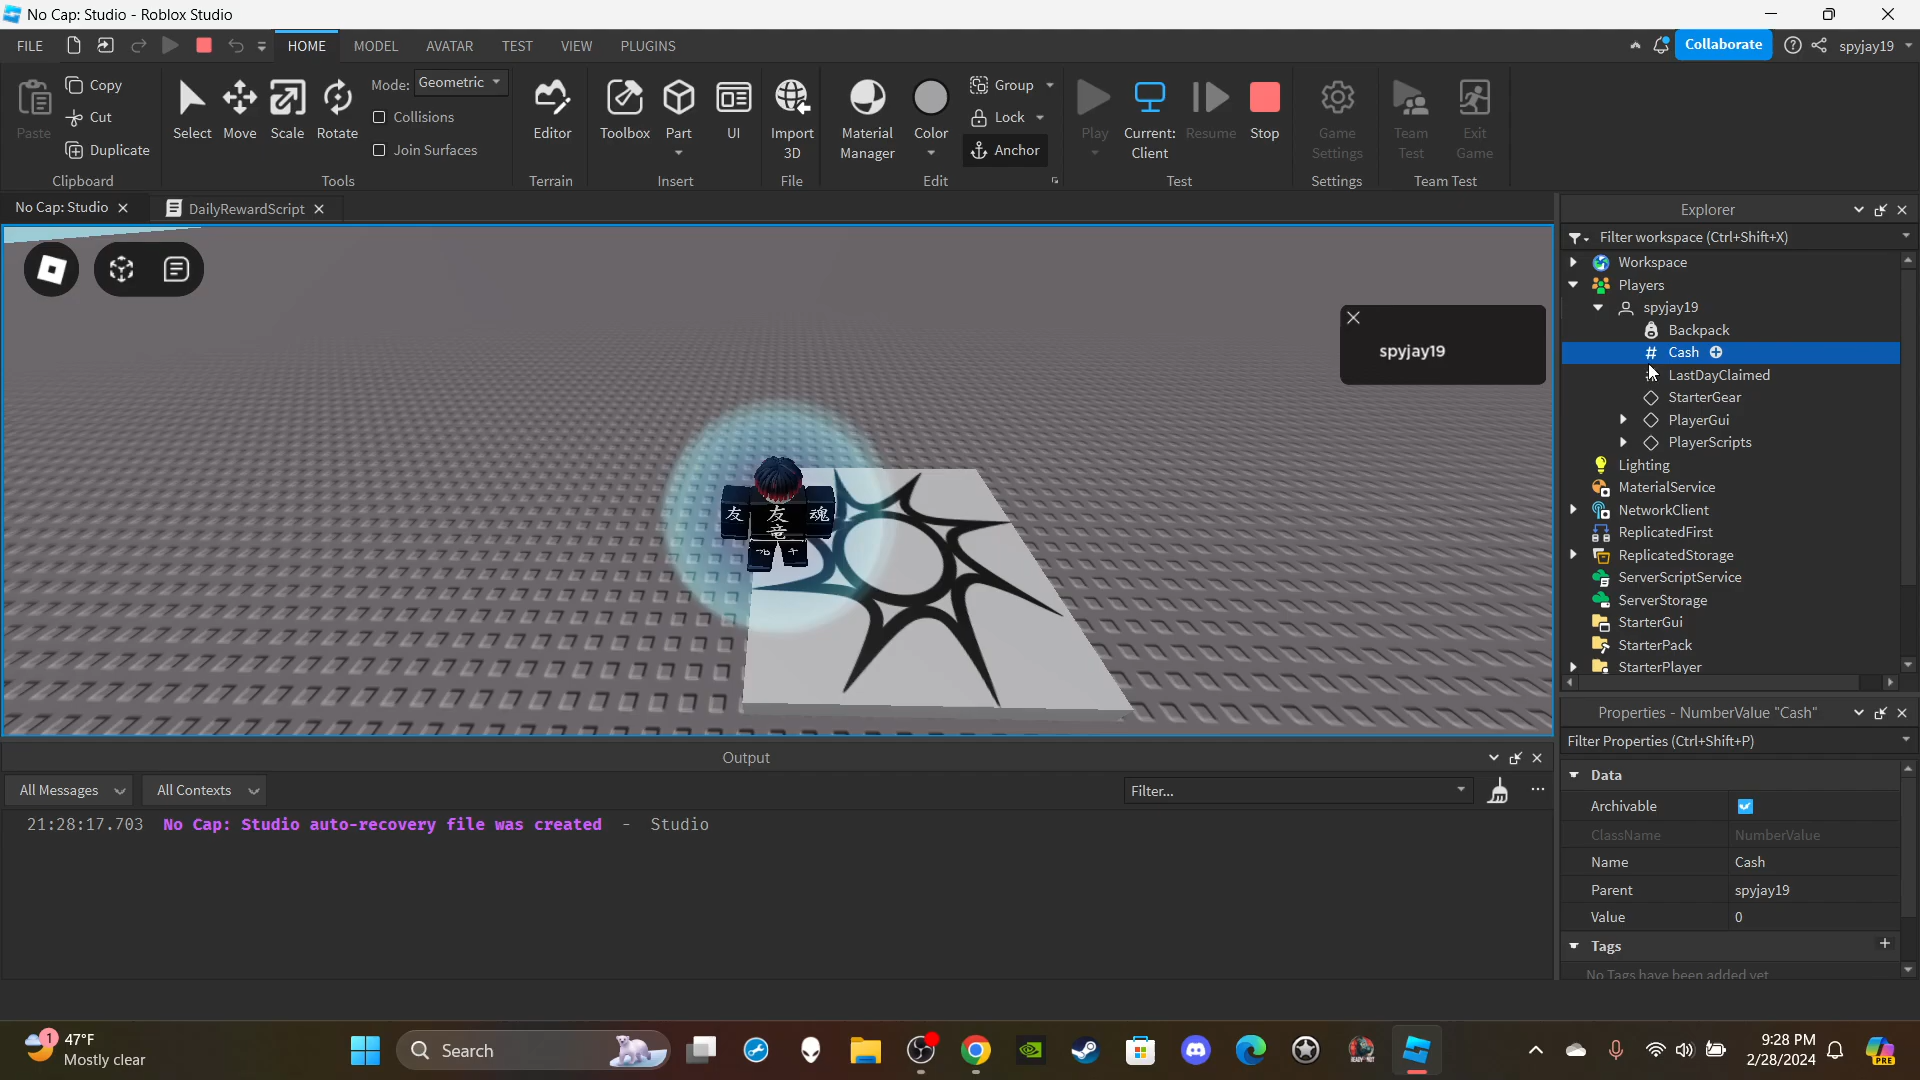 No Cap: Studio - Roblox Studio
FILE
HOME
MODEL
AVATAR
TEST
VIEW
PLUGINS
Collaborate
spyjay19
Paste
Copy
Cut
Duplicate
Clipboard
Select
Move
Scale
Rotate
Mode: Geometric
Collisions
Join Surfaces
Tools
Editor
Terrain
Toolbox
Part
UI
Insert
Import
3D
File
Material
Manager
Color
Group
Lock
Anchor
Edit
Play
Current:
Client
Resume
Stop
Test
Game
Settings
Settings
Team
Test
Exit
Game
Team Test
No Cap: Studio
DailyRewardScript
spyjay19
友 友 魂
竜
Explorer
Filter workspace (Ctrl+Shift+X)
Workspace
Players
spyjay19
Backpack
Cash
LastDayClaimed
StarterGear
PlayerGui
PlayerScripts
Lighting
MaterialService
NetworkClient
ReplicatedFirst
ReplicatedStorage
ServerScriptService
ServerStorage
StarterGui
StarterPack
StarterPlayer
Properties - NumberValue "Cash"
Filter Properties (Ctrl+Shift+P)
Data
Archivable
ClassName NumberValue
Name Cash
Parent spyjay19
Value 0
Tags
No Tags have been added yet
Output
All Messages
All Contexts
Filter...
21:28:17.703 No Cap: Studio auto-recovery file was created - Studio
1
47°F
Mostly clear
Search
9:28 PM
2/28/2024
PRE